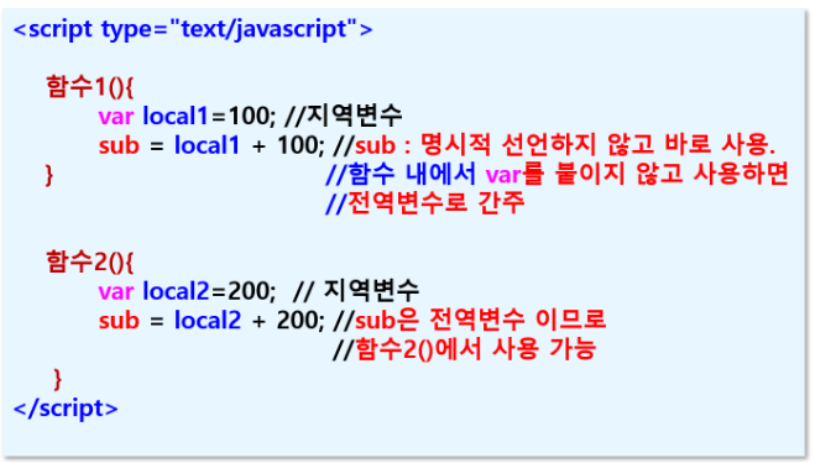 <script type="text/javascript">
함수1(){
var local1=100; //지역변수
sub = local1 + 100; //sub : 명시적 선언하지 않고 바로 사용.
} //함수 내에서 var를 붙이지 않고 사용하면
//전역변수로 간주
함수2(){
var local2=200; // 지역변수
sub = local2 + 200; //sub은 전역변수 이므로
//함수2()에서 사용 가능
}
</script>